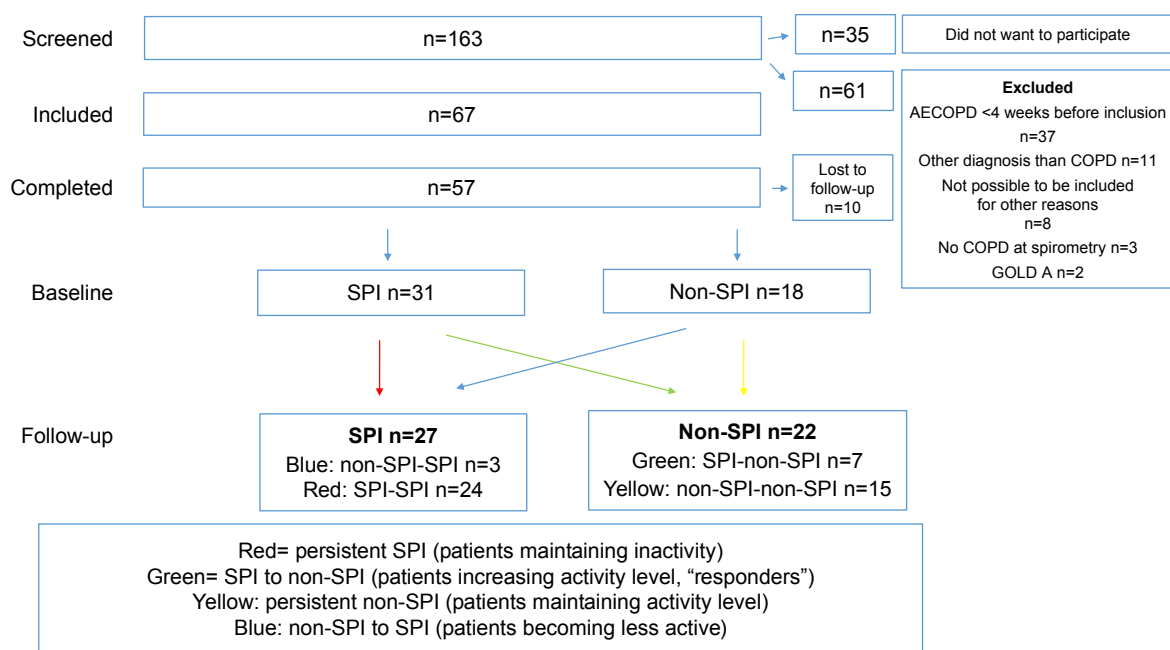 Screened
n=163
n=35
Did not want to participate
n=61
Excluded
AECOPD <4 weeks before inclusion
n=37
Other diagnosis than COPD n=11
Not possible to be included
for other reasons
n=8
No COPD at spirometry n=3
GOLD A n=2
Included
n=67
Completed
n=57
Lost to
follow-up
n=10
Baseline
SPI n=31
Non-SPI n=18
Follow-up
SPI n=27
Blue: non-SPI-SPI n=3
Red: SPI-SPI n=24
Non-SPI n=22
Green: SPI-non-SPI n=7
Yellow: non-SPI-non-SPI n=15
Red= persistent SPI (patients maintaining inactivity)
Green= SPI to non-SPI (patients increasing activity level, “responders”)
Yellow: persistent non-SPI (patients maintaining activity level)
Blue: non-SPI to SPI (patients becoming less active)